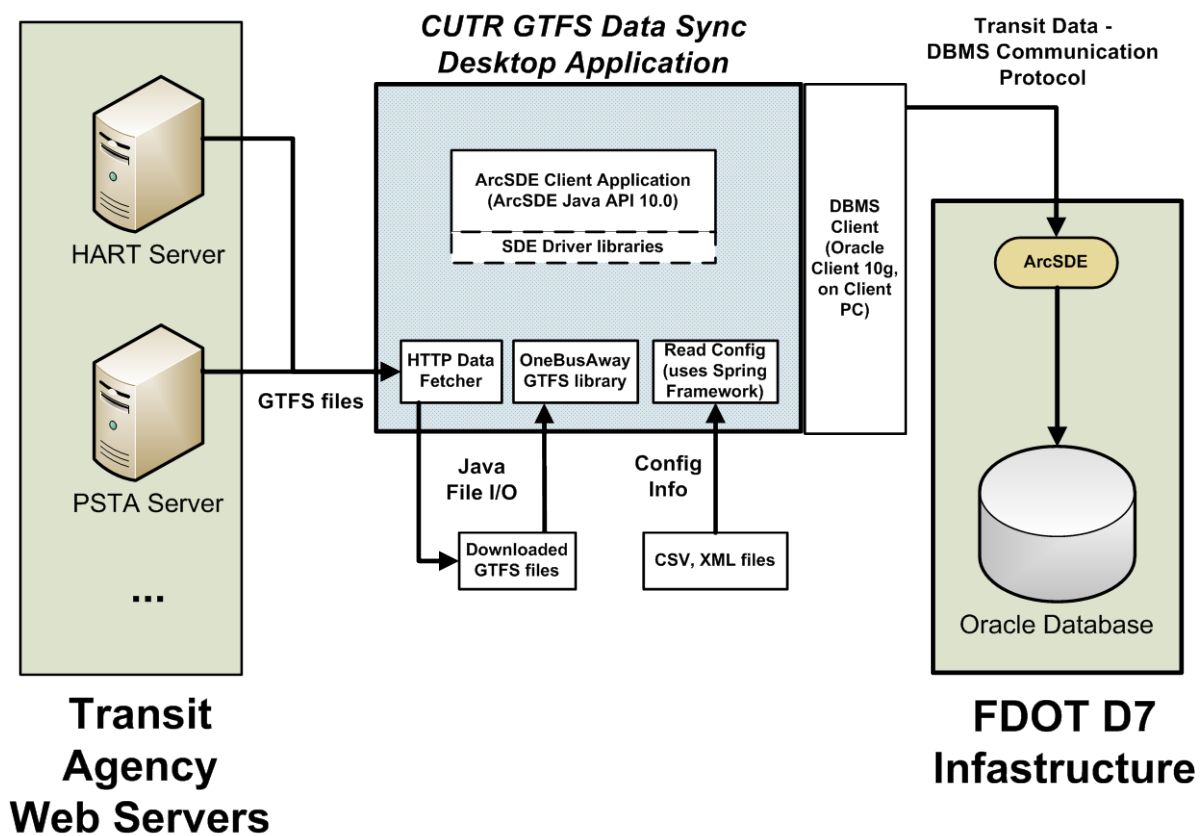 CUTR GTFS Data Sync
Desktop Application
Transit Data -
DBMS Communication
Protocol
HART Server
PSTA Server
...
GTFS files
ArcSDE Client Application
(ArcSDE Java API 10.0)
SDE Driver libraries
HTTP Data
Fetcher
OneBusAway
GTFS library
Read Config
(uses Spring
Framework)
DBMS
Client
(Oracle
Client 10g,
on Client
PC)
Java
File I/O
Config
Info
Downloaded
GTFS files
CSV, XML files
ArcSDE
Oracle Database
Transit
Agency
Web Servers
FDOT D7
Infastructure